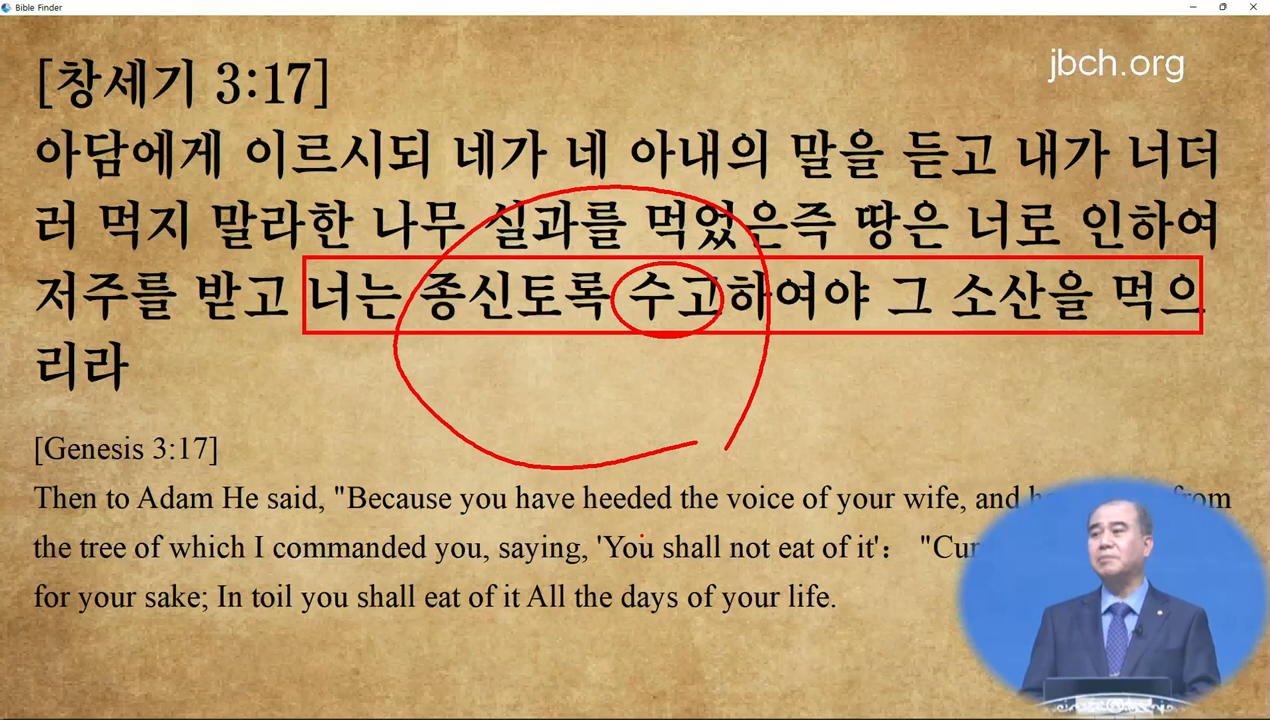 Bible Finder
jbch.org
[창세기 3:17]
아담에게 이르시되 네가 네 아내의 말을 듣고 내가 너더
러 먹지 말라한 나무 실과를 먹었은즉 땅은 너로 인하여
저주를 받고 너는 종신토록 수고하여야 그 소산을 먹으
리라
[Genesis 3:17]
Then to Adam He said, "Because you have heeded the voice of your wife, and from
the tree of which I commanded you, saying, 'You shall not eat of it': "Cur
for your sake; In toil you shall eat of it All the days of your life.